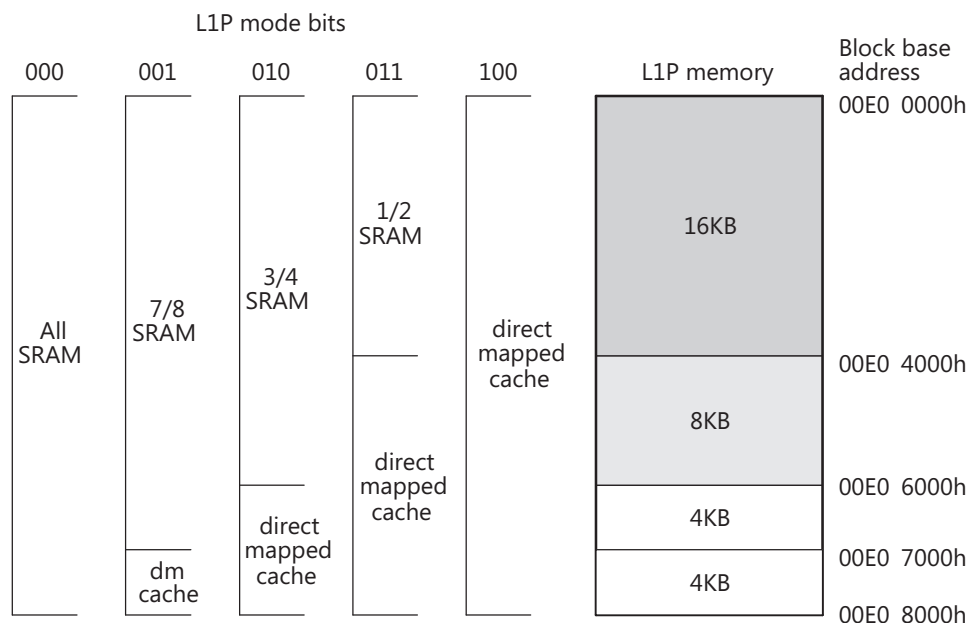 L1P mode bits
000 001 010 011 100 L1P memory Block base
address
00E0 0000h
1/2
SRAM
16KB
3/4
SRAM
7/8
SRAM
All
SRAM
direct
mapped
cache
00E0 4000h
8KB
direct
mapped
cache
00E0 6000h
4KB
direct
mapped
cache
00E0 7000h
dm
cache
4KB
00E0 8000h